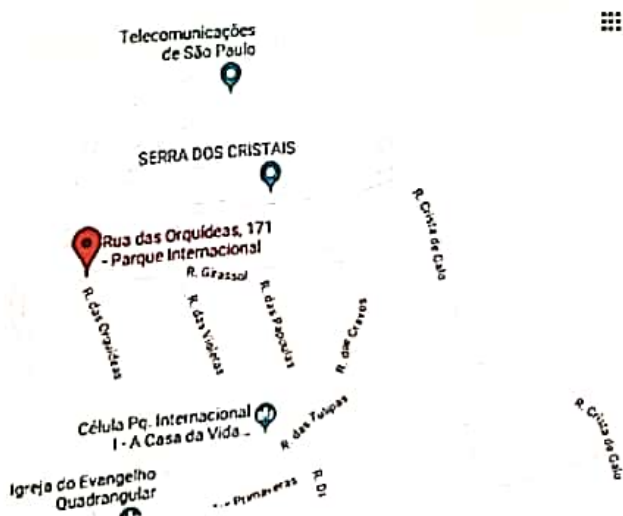 Telecomunicações
de São Paulo
SERRA DOS CRISTAIS
Rua das Orquídeas, 171
- Parque Internacional
R. Girassol
R. Crista de Galo
R. das Orquídeas
R. das Violetas
R. das Papoulas
R. dos Cravos
Célula Pq. Internacional
I - A Casa da Vida...
R. das Tulipas
R. Crista de Galo
Igreja do Evangelho
Quadrangular
Primaveras
R. Di